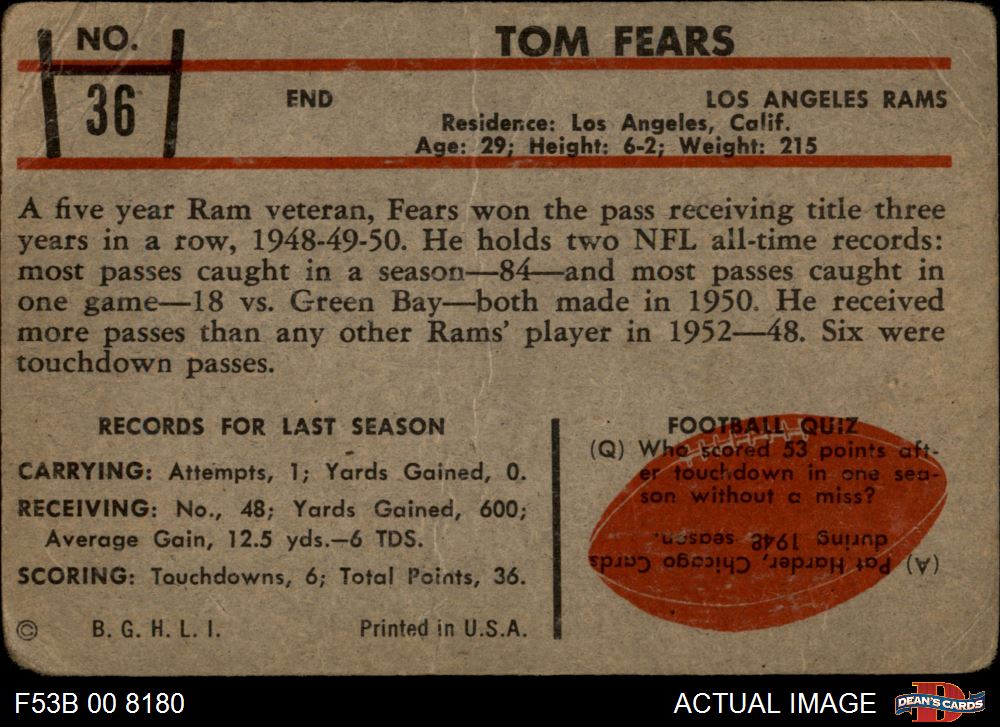 NO.
36
TOM FEARS
END
LOS ANGELES RAMS
Residence: Los Angeles, Calif.
Age: 29; Height: 6-2; Weight: 215
A five year Ram veteran, Fears won the pass receiving title three
years in a row, 1948-49-50. He holds two NFL all-time records:
most passes caught in a season—84—and most passes caught in
one game—18 vs. Green Bay—both made in 1950. He received
more passes than any other Rams' player in 1952—48. Six were
touchdown passes.
RECORDS FOR LAST SEASON
CARRYING: Attempts, 1; Yards Gained, 0.
RECEIVING: No., 48; Yards Gained, 600;
Average Gain, 12.5 yds.—6 TDS.
SCORING: Touchdowns, 6; Total Points, 36.
© B. G. H. L. I.
Printed in U.S.A.
FOOTBALL QUIZ
(Q) Who scored 53 points aft-
er touchdown in one sea-
son without a miss?
(A) Pat Harder, Chicago Cards
during 1948 season.
F53B 00 8180
ACTUAL IMAGE
D
DEAN'S CARDS